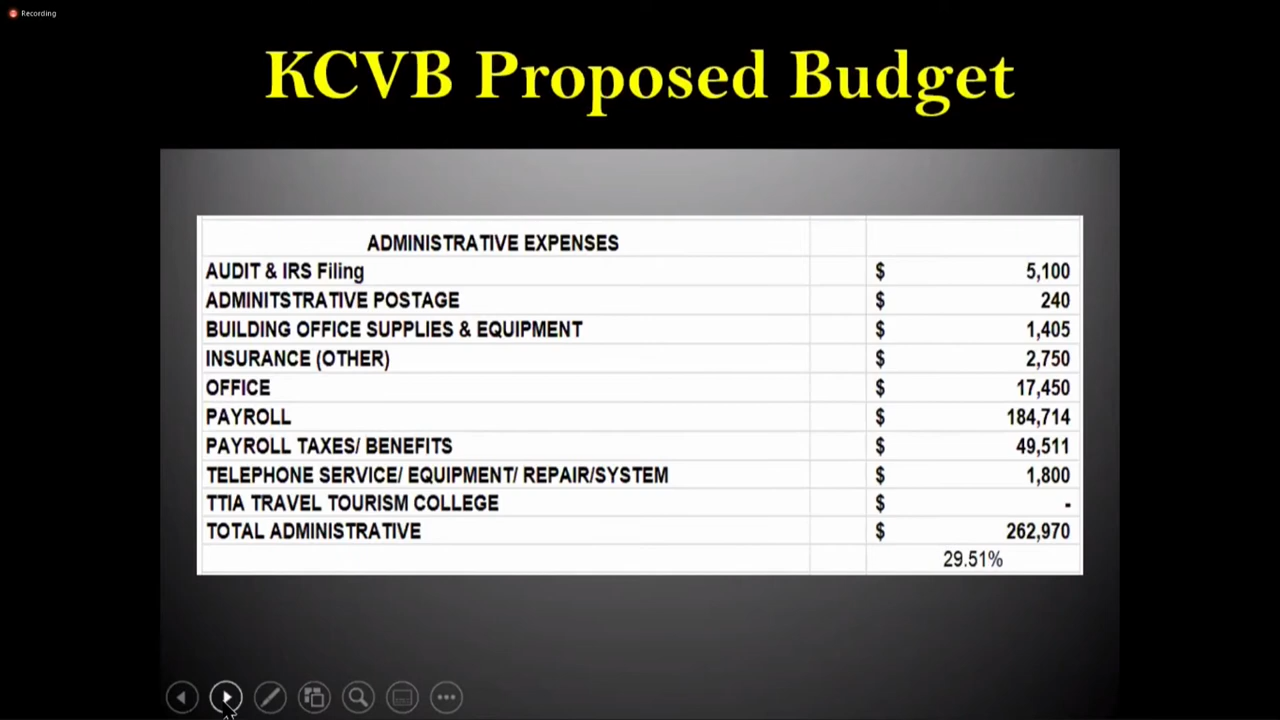 Recording
KCVB Proposed Budget
ADMINISTRATIVE EXPENSES
AUDIT & IRS Filing $ 5,100
ADMINITSTRATIVE POSTAGE $ 240
BUILDING OFFICE SUPPLIES & EQUIPMENT $ 1,405
INSURANCE (OTHER) $ 2,750
OFFICE $ 17,450
PAYROLL $ 184,714
PAYROLL TAXES/ BENEFITS $ 49,511
TELEPHONE SERVICE/ EQUIPMENT/ REPAIR/SYSTEM $ 1,800
TTIA TRAVEL TOURISM COLLEGE $ -
TOTAL ADMINISTRATIVE $ 262,970
29.51%